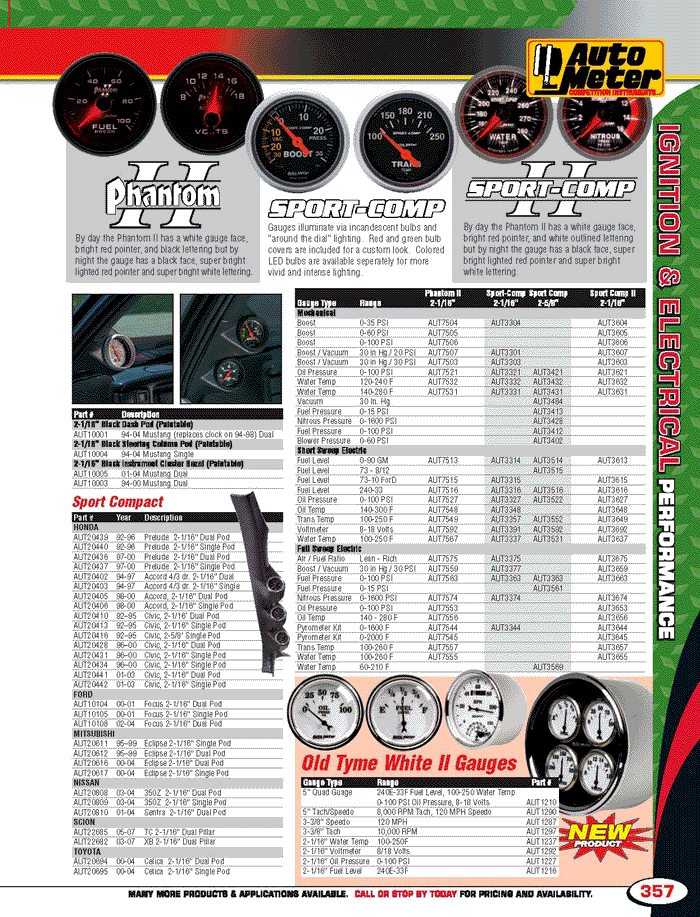 Auto
Meter
COMPETITION INSTRUMENTS
IGNITION & ELECTRICAL PERFORMANCE
Phantom
II
By day the Phantom II has a white gauge face,
bright red pointer, and black lettering but by
night the gauge has a black face, super bright
lighted red pointer and super bright white lettering.
SPORT-COMP
Gauges illuminate via incandescent bulbs and
"around the dial" lighting. Red and green bulb
covers are included for a custom look. Colored
LED bulbs are available seperately for more
vivid and intense lighting.
SPORT-COMP
II
By day the Phantom II has a white gauge face,
bright red pointer, and white outlined lettering
but by night the gauge has a black face, super
bright lighted red pointer and super bright
white lettering.
Part # Description
2-1/16" Black Dash Pod (Paintable)
AUT10001 94-04 Mustang (replaces clock on 94-98) Dual
2-1/16" Black Steering Column Pod (Paintable)
AUT10004 94-04 Mustang Single
2-1/16" Black Instrument Cluster Bezel (Paintable)
AUT10005 01-04 Mustang Dual
AUT10003 94-00 Mustang Dual
Sport Compact
Part # Year Description
HONDA
AUT20439 92-96 Prelude 2-1/16" Dual Pod
AUT20440 92-96 Prelude 2-1/16" Single Pod
AUT20436 97-00 Prelude 2-1/16" Dual Pod
AUT20437 97-00 Prelude 2-1/16" Single Pod
AUT20402 94-97 Accord 4/3 dr. 2-1/16" Dual
AUT20403 94-97 Accord 4/3 dr. 2-1/16" Single
AUT20405 98-00 Accord, 2-1/16" Dual Pod
AUT20406 98-00 Accord, 2-1/16" Single Pod
AUT20410 92-95 Civic, 2-1/16' Dual Pod
AUT20413 92-95 Civic, 2-1/16" Single Pod
AUT20416 92-95 Civic, 2-5/8" Single Pod
AUT20428 96-00 Civic, 2-1/16" Dual Pod
AUT20431 96-00 Civic, 2-1/16" Single Pod
AUT20434 96-00 Civic, 2-1/16" Single Pod
AUT20441 01-03 Civic, 2-1/16" Dual Pod
AUT20442 01-03 Civic, 2-1/16" Single Pod
FORD
AUT10104 00-01 Focus 2-1/16" Dual Pod
AUT10105 00-01 Focus 2-1/16" Single Pod
AUT10108 02-04 Focus 2-1/16" Dual Pod
MITSUBISHI
AUT20611 95-99 Eclipse 2-1/16" Single Pod
AUT20612 95-99 Eclipse 2-1/16" Dual Pod
AUT20616 00-04 Eclipse 2-1/16" Dual Pod
AUT20617 00-04 Eclipse 2-1/16" Single Pod
NISSAN
AUT20808 03-04 350Z 2-1/16" Dual Pod
AUT20809 03-04 350Z 2-1/16" Single Pod
AUT20810 01-04 Sentra 2-1/16" Dual Pod
SCION
AUT22685 05-07 TC 2-1/16" Dual Pillar
AUT22682 03-07 XB 2-1/16" Dual Pillar
TOYOTA
AUT20694 00-04 Celica 2-1/16" Dual Pod
AUT20695 00-04 Celica 2-1/16" Single Pod
Phantom II Sport-Comp Sport Comp Sport Comp II
Gauge Type Range 2-1/16" 2-1/16" 2-5/8" 2-1/16"
Mechanical
Boost 0-35 PSI AUT7504 AUT3304 AUT3604
Boost 0-60 PSI AUT7505 AUT3605
Boost 0-100 PSI AUT7506 AUT3606
Boost / Vacuum 30 in Hg / 20 PSI AUT7507 AUT3301 AUT3607
Boost / Vacuum 30 in Hg / 30 PSI AUT7503 AUT3303 AUT3603
Oil Pressure 0-100 PSI AUT7521 AUT3321 AUT3421 AUT3621
Water Temp 120-240 F AUT7532 AUT3332 AUT3432 AUT3632
Water Temp 140-280 F AUT7531 AUT3331 AUT3431 AUT3631
Vacuum 30 In. Hg AUT3484
Fuel Pressure 0-15 PSI AUT3413
Nitrous Pressure 0-1600 PSI AUT3428
Fuel Pressure 0-100 PSI AUT3412
Blower Pressure 0-60 PSI AUT3402
Short Sweep Electric
Fuel Level 0-90 GM AUT7513 AUT3314 AUT3514 AUT3613
Fuel Level 73 - 8/12 AUT3515
Fuel Level 73-10 ForD AUT7515 AUT3315 AUT3615
Fuel Level 240-33 AUT7516 AUT3316 AUT3516 AUT3616
Oil Pressure 0-100 PSI AUT7527 AUT3327 AUT3522 AUT3627
Oil Temp 140-300 F AUT7548 AUT3348 AUT3648
Trans Temp 100-250 F AUT7549 AUT3357 AUT3552 AUT3649
Voltmeter 8-18 Volts AUT7592 AUT3391 AUT3592 AUT3692
Water Temp 100-250 F AUT7567 AUT3337 AUT3531 AUT3637
Full Sweep Electric
Air / Fuel Ratio Lean - Rich AUT7575 AUT3375 AUT3675
Boost / Vacuum 30 in Hg / 30 PSI AUT7559 AUT3377 AUT3659
Fuel Pressure 0-100 PSI AUT7563 AUT3363 AUT3363 AUT3663
Fuel Pressure 0-15 PSI AUT3561
Nitrous Pressure 0-1600 PSI AUT7574 AUT3374 AUT3674
Oil Pressure 0-100 PSI AUT7553 AUT3653
Oil Temp 140 - 280 F AUT7556 AUT3656
Pyrometer Kit 0-1600 F AUT7544 AUT3344 AUT3644
Pyrometer Kit 0-2000 F AUT7545 AUT3645
Trans Temp 100-260 F AUT7557 AUT3657
Water Temp 100-260 F AUT7555 AUT3655
Water Temp 60-210 F AUT3569
Old Tyme White II Gauges
Gauge Type Range Part #
5" Quad Guage 240E-33F Fuel Level, 100-250 Water Temp
0-100 PSI Oil Pressure, 8-18 Volts AUT1210
5" Tach/Speedo 8,000 RPM Tach, 120 MPH Speedo AUT1290
3-3/8" Speedo 120 MPH AUT1287
3-3/8" Tach 10,000 RPM AUT1297
2-1/16" Water Temp 100-250F AUT1237
2-1/16" Voltmeter 8/18 Volts AUT1292
2-1/16" Oil Pressure 0-100 PSI AUT1227
2-1/16" Fuel Level 240E-33F AUT1216
NEW
PRODUCT
MANY MORE PRODUCTS & APPLICATIONS AVAILABLE. CALL OR STOP BY TODAY FOR PRICING AND AVAILABILITY.
357